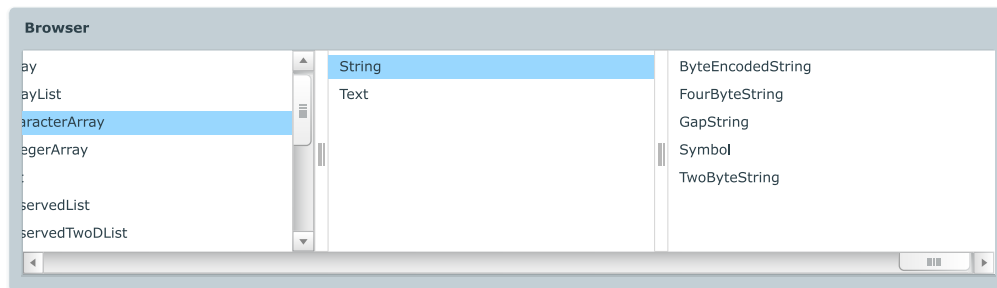 Browser
ay
ayList
aracterArray
egerArray
servedList
servedTwoDList
String
Text
ByteEncodedString
FourByteString
GapString
Symbol
TwoByteString